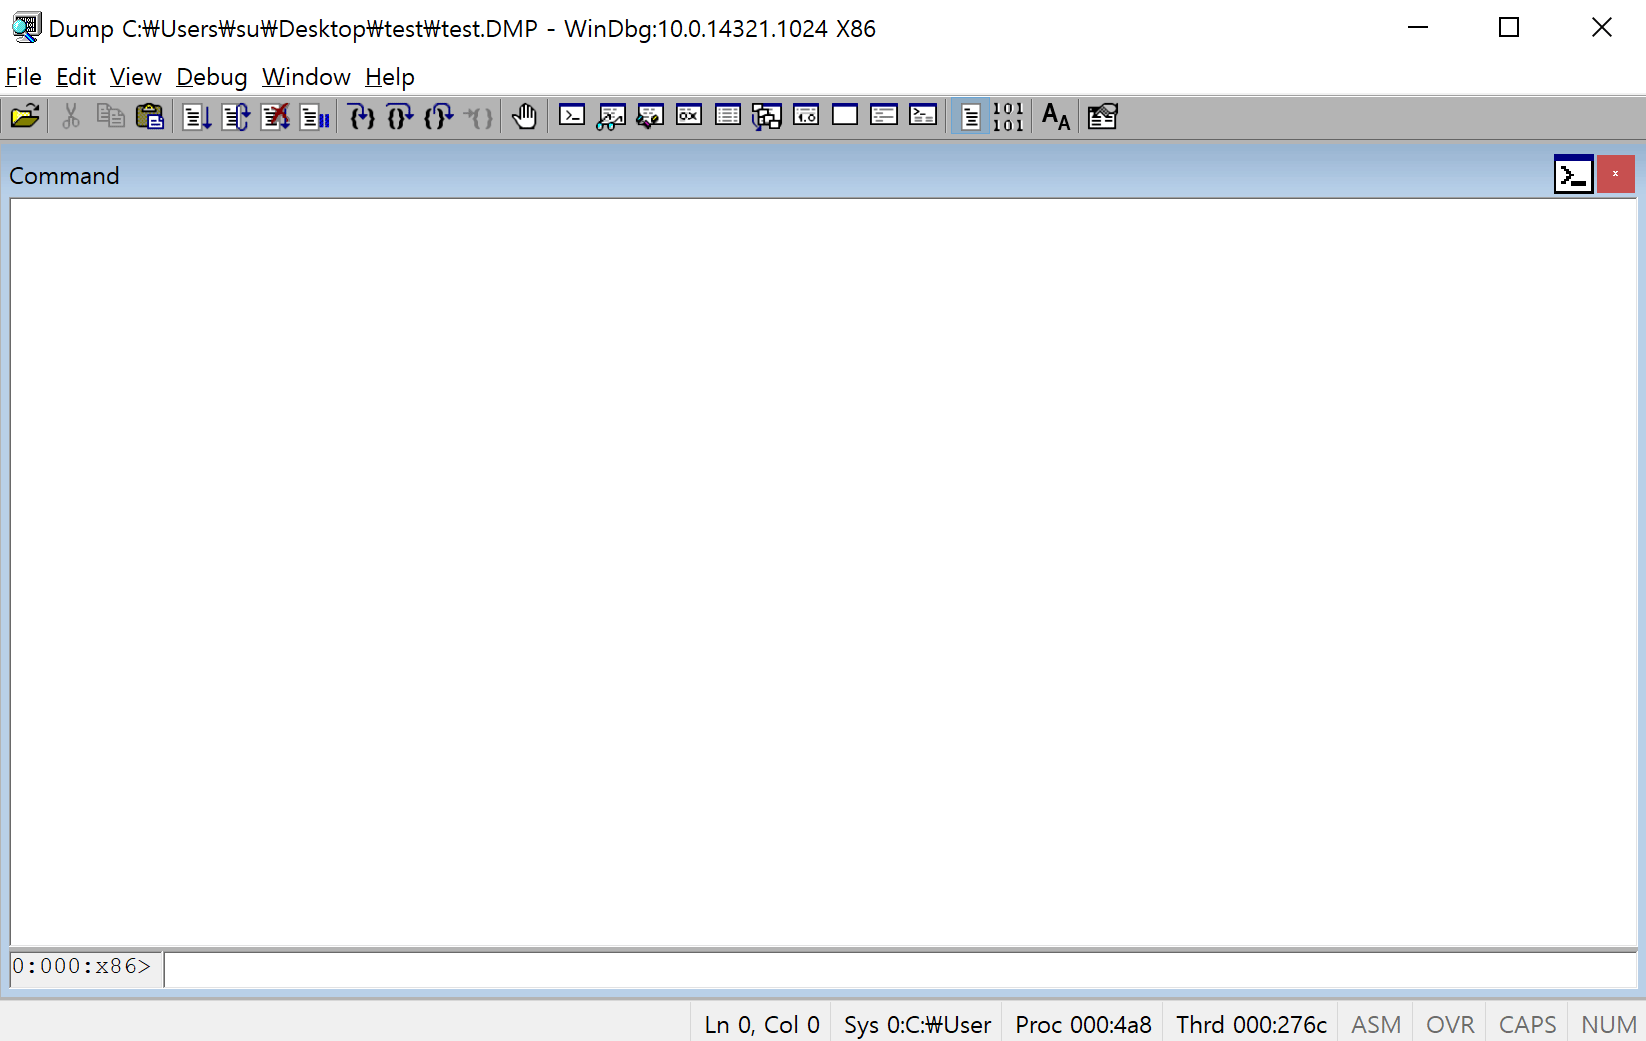 Dump C:₩Users₩su₩Desktop₩test₩test.DMP - WinDbg:10.0.14321.1024 X86
File Edit View Debug Window Help
101
101
AA
Command
0:000:x86>
Ln 0, Col 0 Sys 0:C:₩User Proc 000:4a8 Thrd 000:276c ASM OVR CAPS NUM